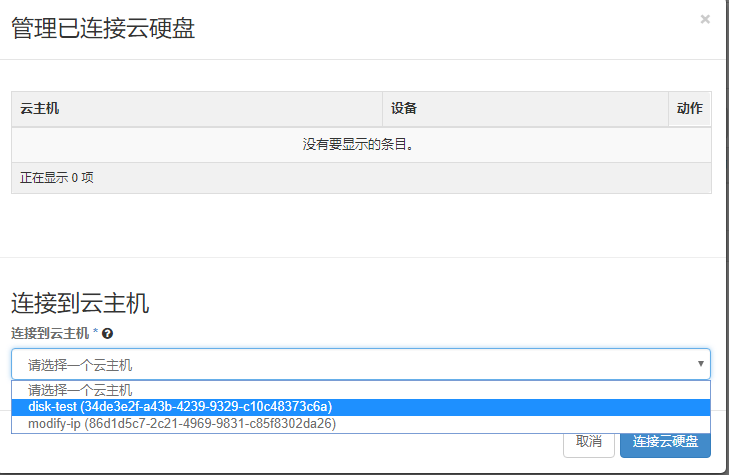 管理已连接云硬盘
×
云主机 设备 动作
没有要显示的条目。
正在显示 0 项
连接到云主机
连接到云主机 *
请选择一个云主机
请选择一个云主机
disk-test (34de3e2f-a43b-4239-9329-c10c48373c6a)
modify-ip (86d1d5c7-2c21-4969-9831-c85f8302da26)
取消 连接云硬盘